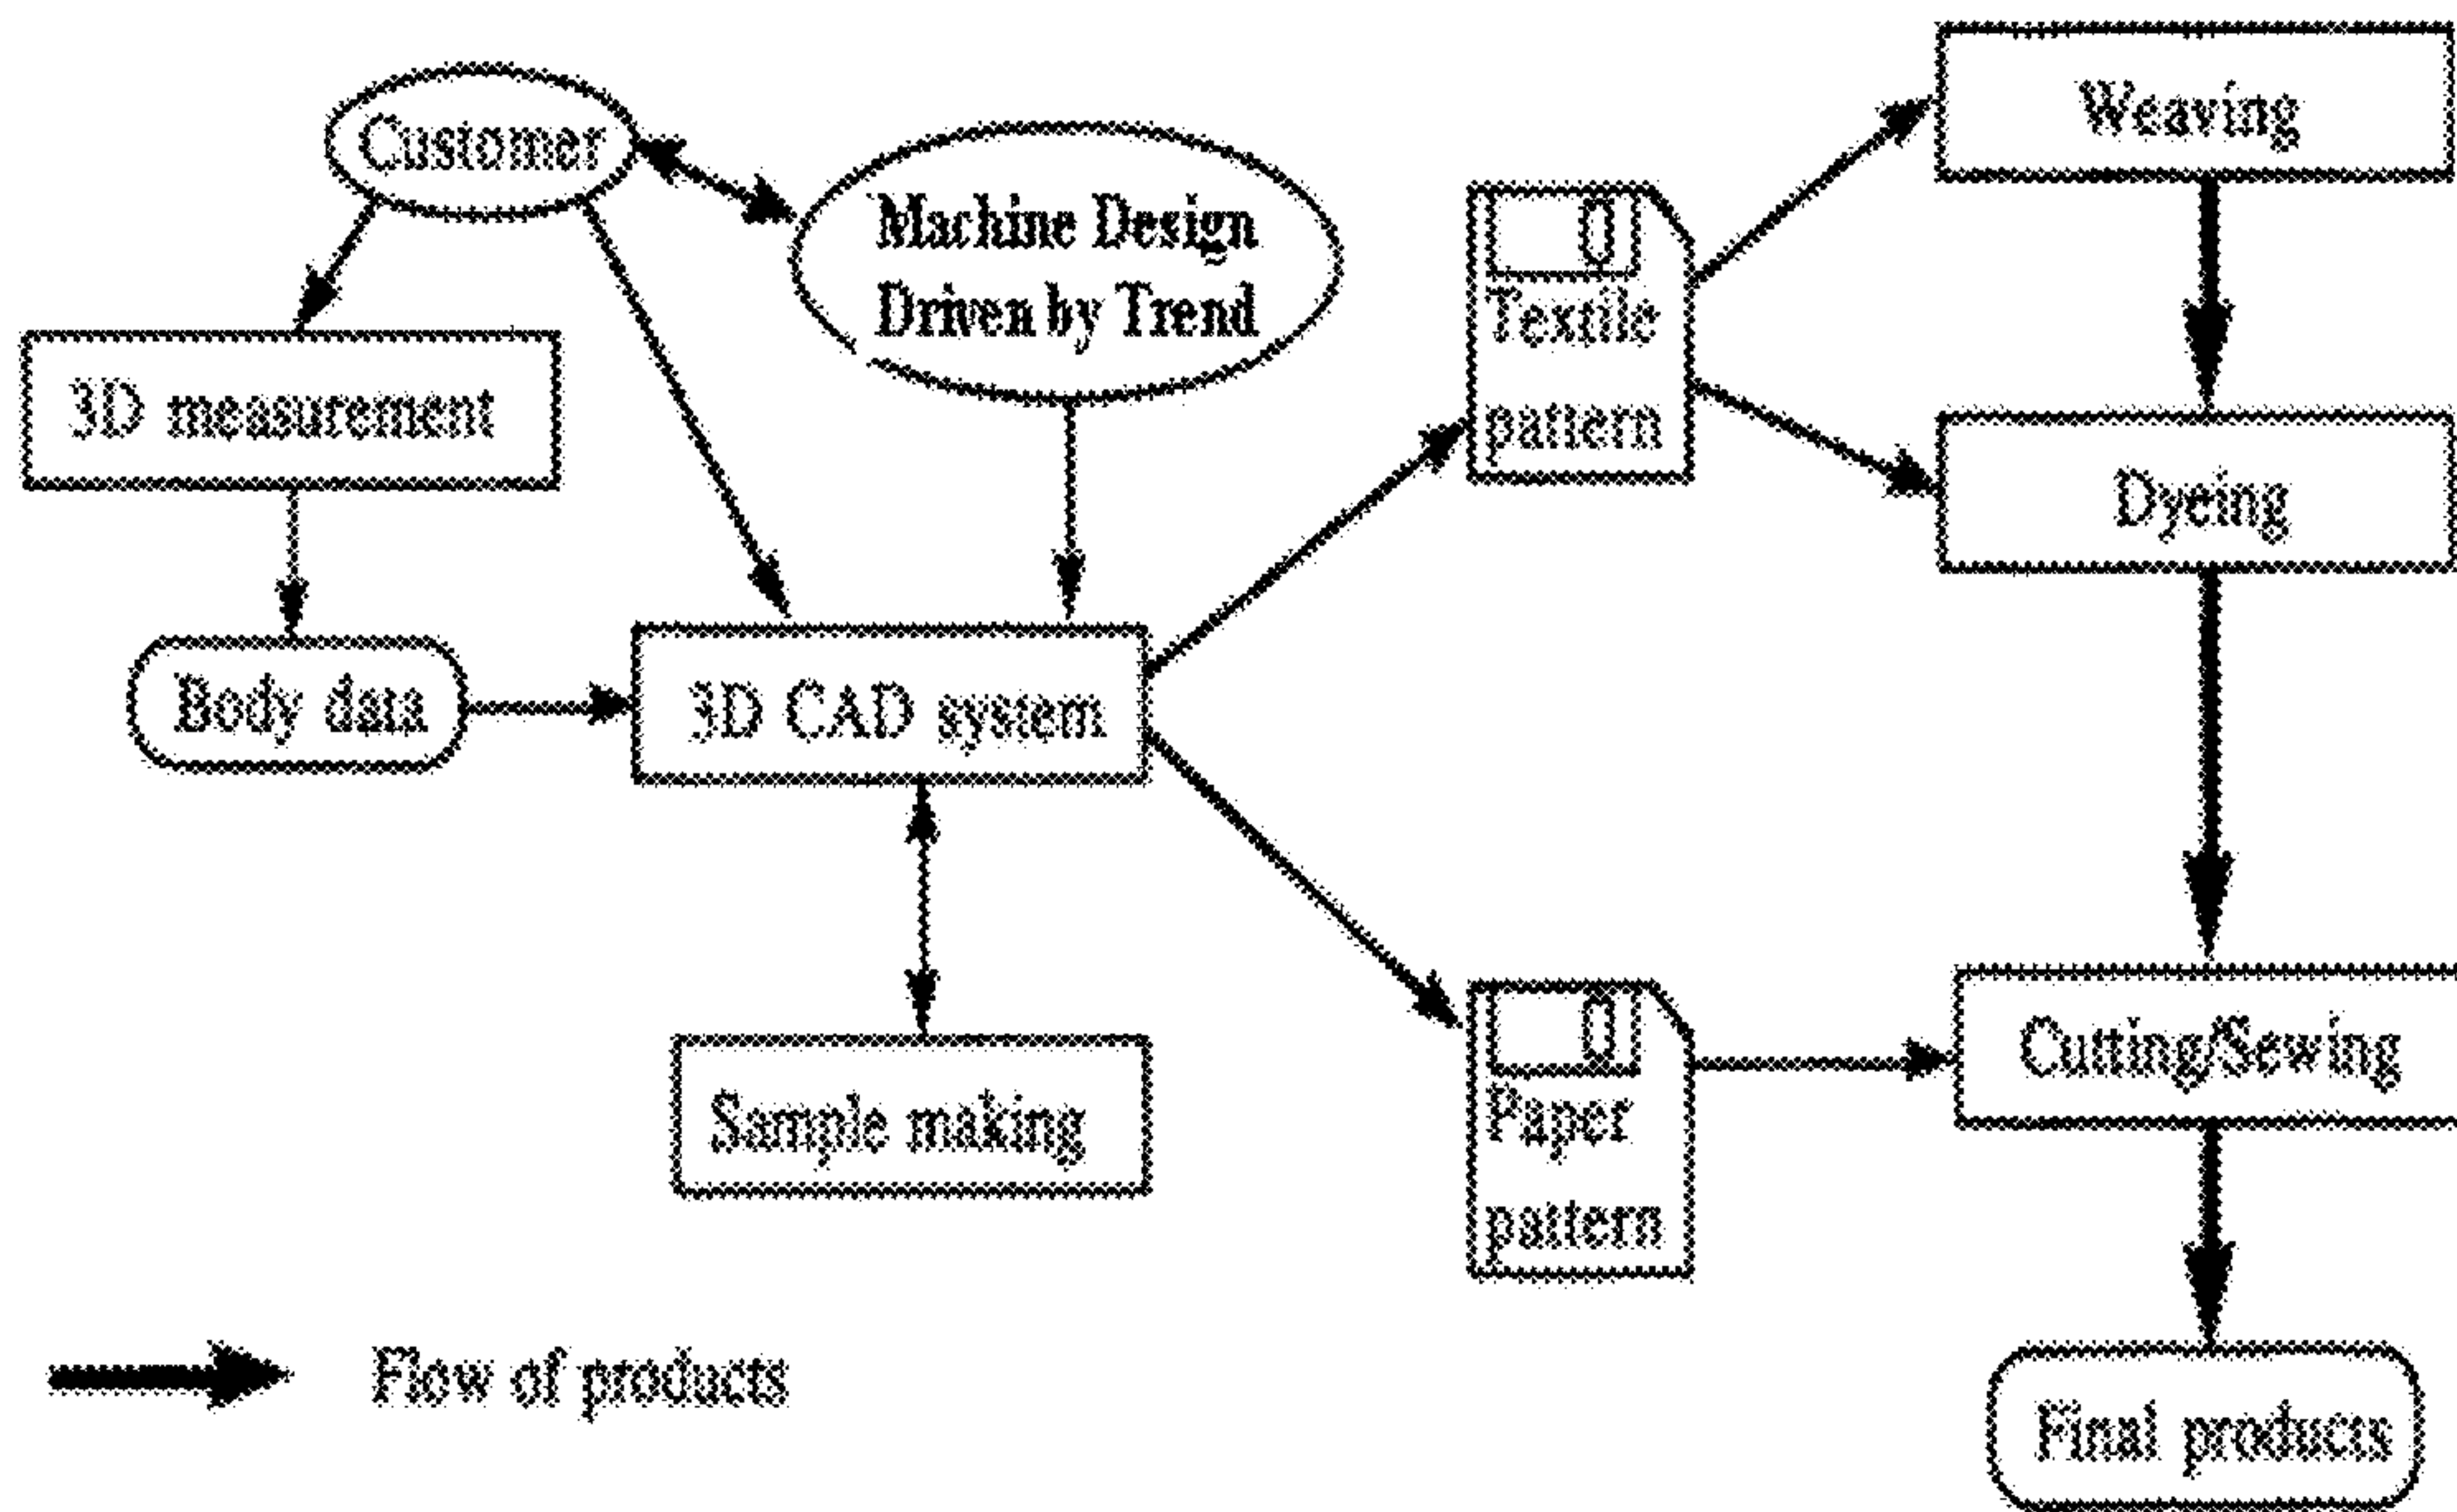 Customer
Machine Design
Driven by Trend
3D measurement
Body data
3D CAD system
Sample making
Textile
pattern
Paper
pattern
Weaving
Dyeing
Cutting/Sewing
Final products
Flow of products